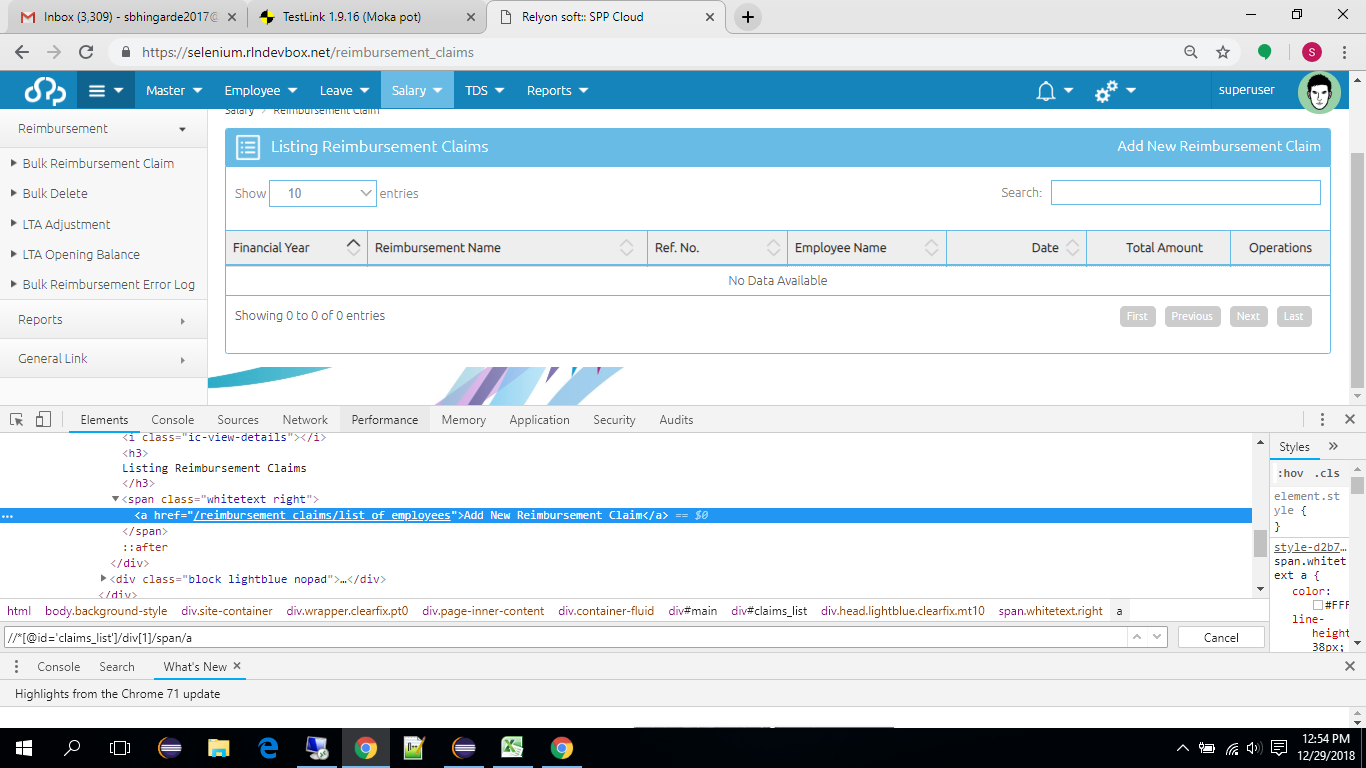 Inbox (3,309) - sbhingarde2017@
TestLink 1.9.16 (Moka pot)
Relyon soft:: SPP Cloud
https://selenium.rlndevbox.net/reimbursement_claims
S
Master
Employee
Leave
Salary
TDS
Reports
superuser
Salary
Reimbursement Claim
Reimbursement
Bulk Reimbursement Claim
Bulk Delete
LTA Adjustment
LTA Opening Balance
Bulk Reimbursement Error Log
Reports
General Link
Listing Reimbursement Claims
Add New Reimbursement Claim
Show 10 entries
Search:
Financial Year Reimbursement Name Ref. No. Employee Name Date Total Amount Operations
No Data Available
Showing 0 to 0 of 0 entries
First Previous Next Last
Elements Console Sources Network Performance Memory Application Security Audits
<i class="ic-view-details"></i>
<h3>
Listing Reimbursement Claims
</h3>
<span class="whitetext right">
<a href="/reimbursement_claims/list_of_employees">Add New Reimbursement Claim</a> == $0
</span>
::after
</div>
<div class="block lightblue nopad">…</div>
</div>
Styles
:hov .cls
element.st
yle {
}
style-d2b7…
span.whitet
ext a {
color:
#FFF
line-
height
38px;
html body.background-style div.site-container div.wrapper.clearfix.pt0 div.page-inner-content div.container-fluid div#main div#claims_list div.head.lightblue.clearfix.mt10 span.whitetext.right a
//*[@id='claims_list']/div[1]/span/a
Cancel
Console Search What's New
Highlights from the Chrome 71 update
12:54 PM
12/29/2018